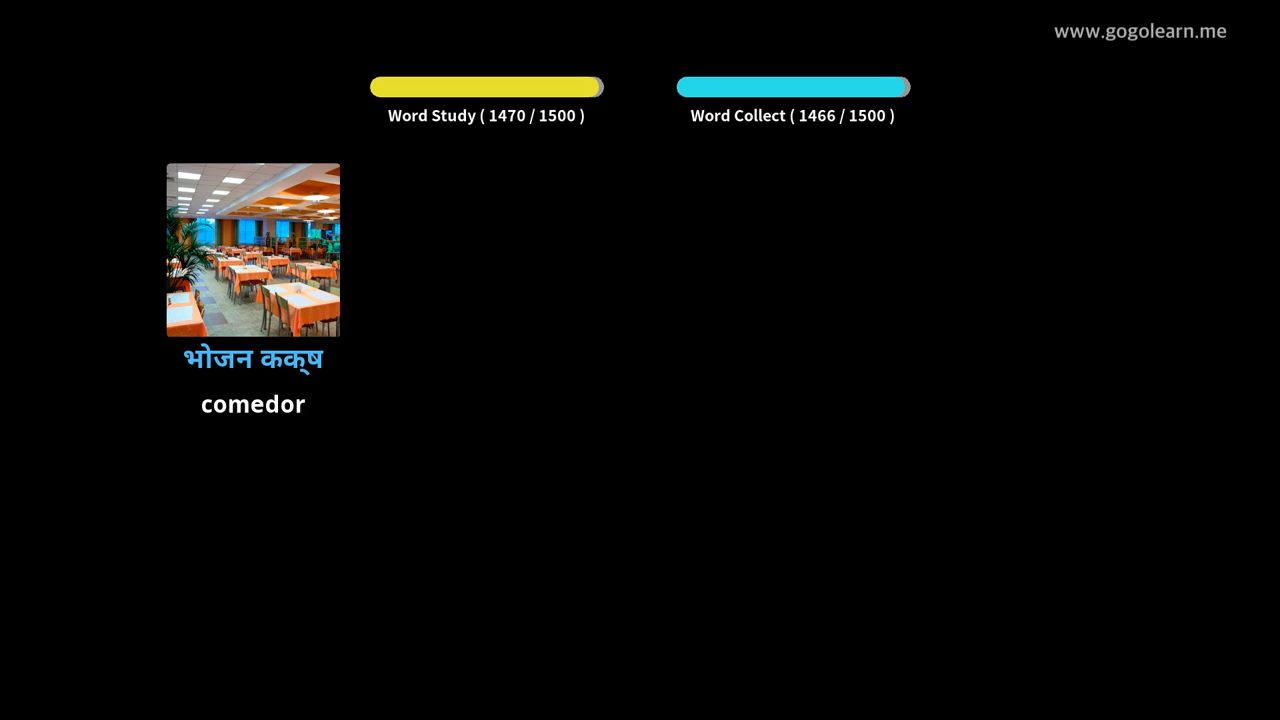 www.gogolearn.me
Word Study ( 1470 / 1500 )
Word Collect ( 1466 / 1500 )
भोजन कक्ष
comedor